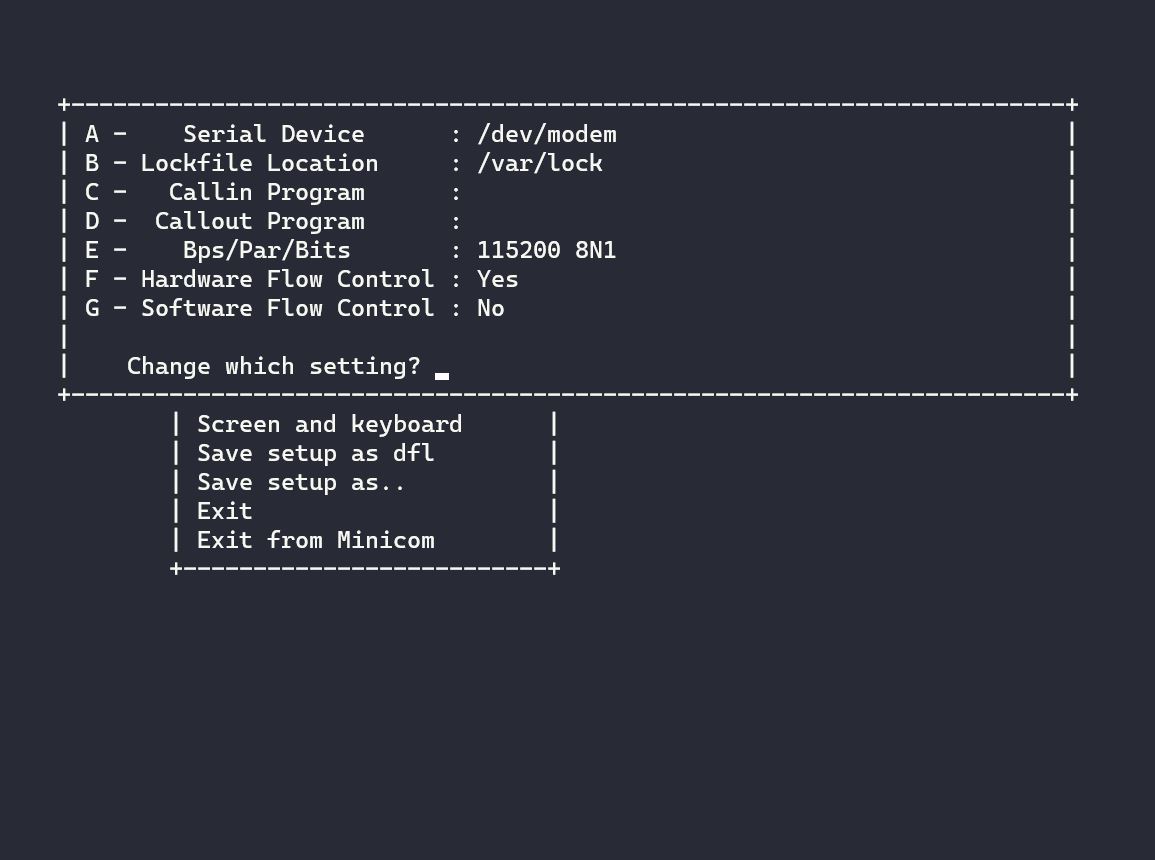 +-----------------------------------------------------------------------+
| A -    Serial Device      : /dev/modem                                |
| B - Lockfile Location     : /var/lock                                 |
| C -   Callin Program      :                                           |
| D -  Callout Program      :                                           |
| E -    Bps/Par/Bits       : 115200 8N1                                |
| F - Hardware Flow Control : Yes                                       |
| G - Software Flow Control : No                                        |
|                                                                       |
|    Change which setting?                                              |
+-----------------------------------------------------------------------+
        | Screen and keyboard      |
        | Save setup as dfl        |
        | Save setup as..          |
        | Exit                     |
        | Exit from Minicom        |
        +--------------------------+